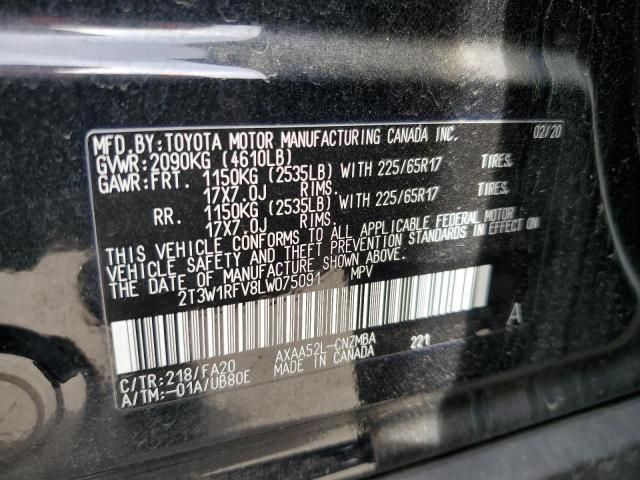 MFD.BY:TOYOTA MOTOR MANUFACTURING CANADA INC. 02/20
GVWR:2090KG (4610LB)
GAWR:FRT. 1150KG (2535LB) WITH 225/65R17 TIRES.
17X7.0J RIMS.
RR. 1150KG (2535LB) WITH 225/65R17 TIRES.
17X7.0J RIMS.
THIS VEHICLE CONFORMS TO ALL APPLICABLE FEDERAL MOTOR
VEHICLE SAFETY AND THEFT PREVENTION STANDARDS IN EFFECT ON
THE DATE OF MANUFACTURE SHOWN ABOVE.
2T3W1RFV8LW075091 MPV
A
C/TR:218/FA20 AXAA52L-CNZMBA 221
A/TM:-01A/UB80E MADE IN CANADA